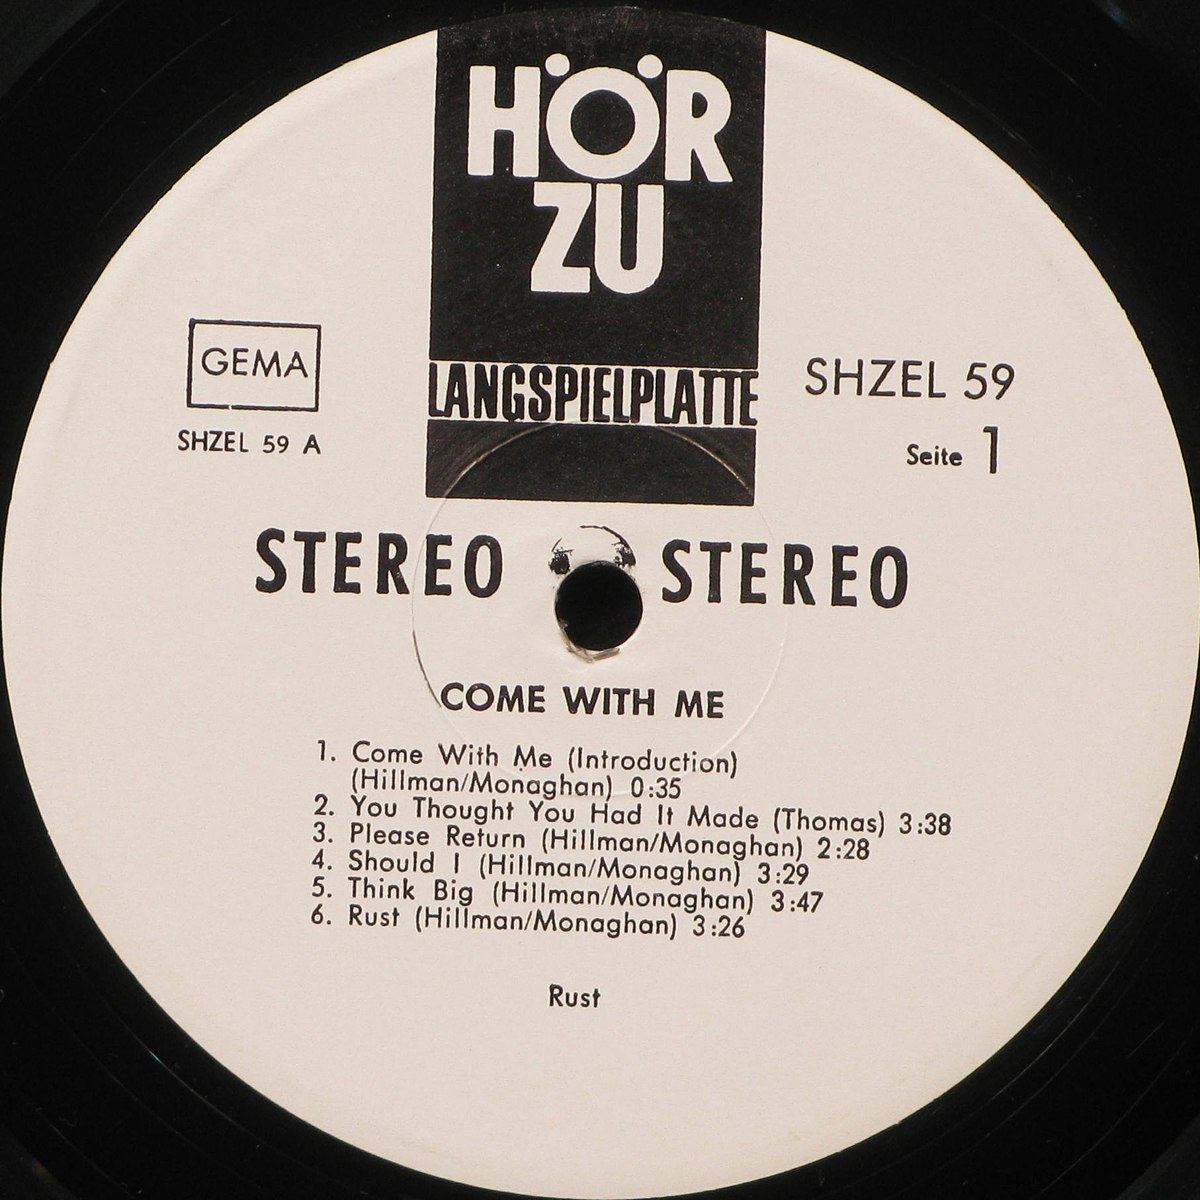 HÖR
ZU
LANGSPIELPLATTE
GEMA
SHZEL 59 A
SHZEL 59
Seite 1
STEREO STEREO
COME WITH ME
1. Come With Me (Introduction)
(Hillman/Monaghan) 0:35
2. You Thought You Had It Made (Thomas) 3:38
3. Please Return (Hillman/Monaghan) 2:28
4. Should I (Hillman/Monaghan) 3:29
5. Think Big (Hillman/Monaghan) 3:47
6. Rust (Hillman/Monaghan) 3:26
Rust